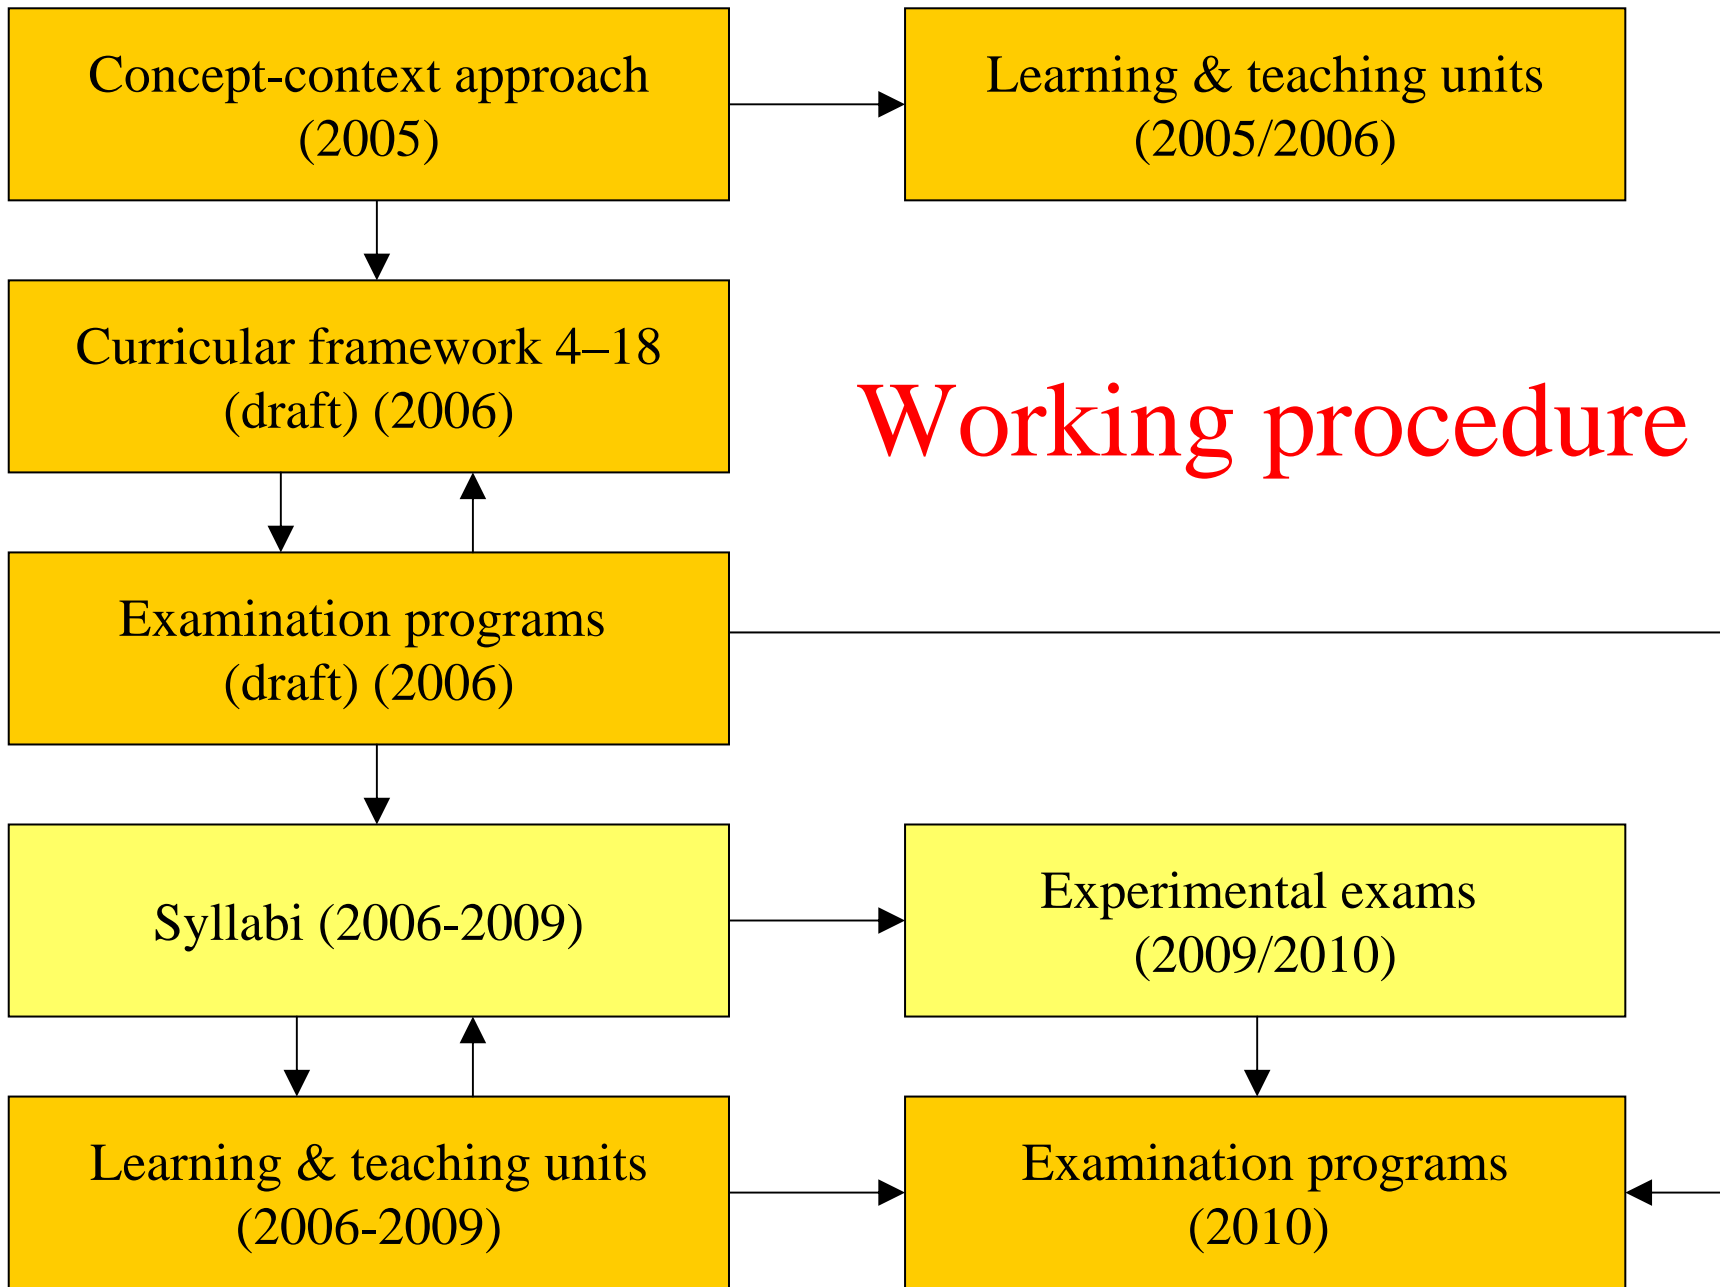 Concept-context approach
(2005)
Learning & teaching units
(2005/2006)
Curricular framework 4–18
(draft) (2006)
Working procedure
Examination programs
(draft) (2006)
Syllabi (2006-2009)
Experimental exams
(2009/2010)
Learning & teaching units
(2006-2009)
Examination programs
(2010)